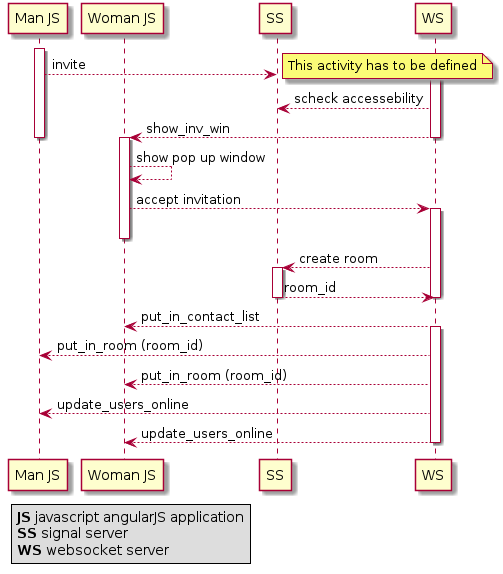 Man JS
Woman JS
SS
WS
invite
This activity has to be defined
scheck accessebility
show_inv_win
show pop up window
accept invitation
create room
room_id
put_in_contact_list
put_in_room (room_id)
put_in_room (room_id)
update_users_online
update_users_online
Man JS
Woman JS
SS
WS
JS javascript angularJS application
SS signal server
WS websocket server